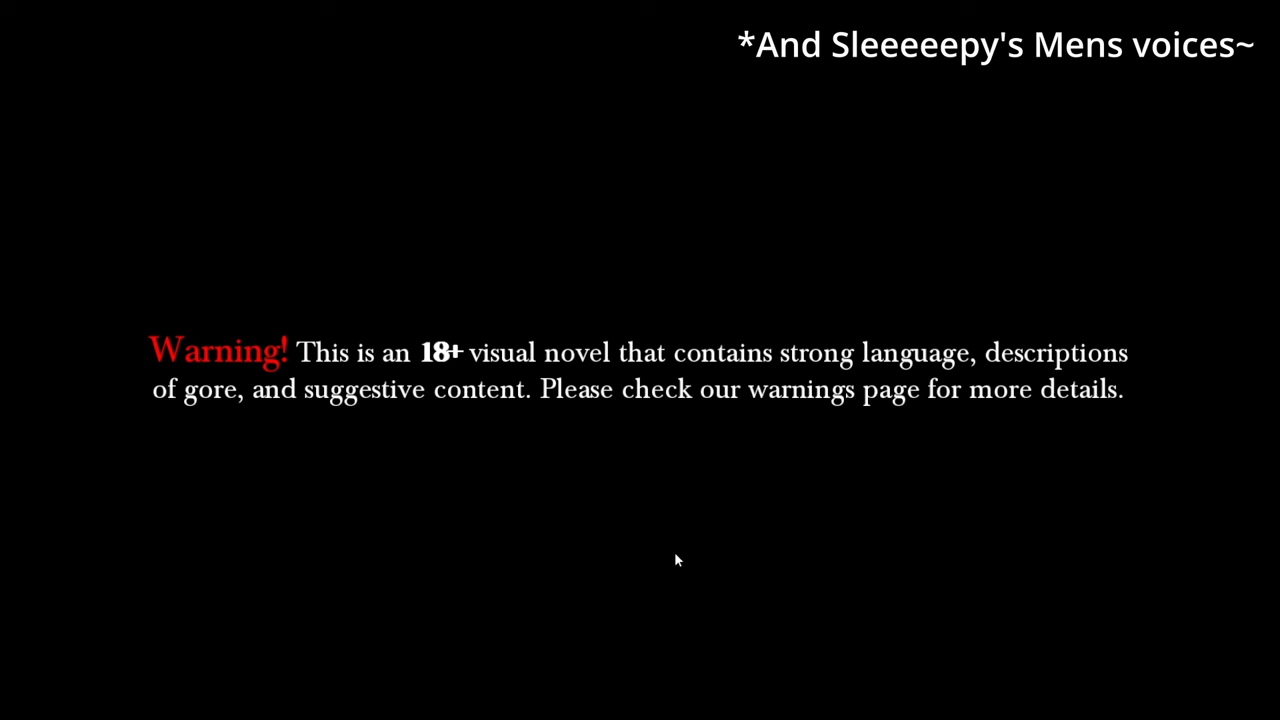 *And Sleeeeepy's Mens voices~
Warning! This is an 18+ visual novel that contains strong language, descriptions
of gore, and suggestive content. Please check our warnings page for more details.